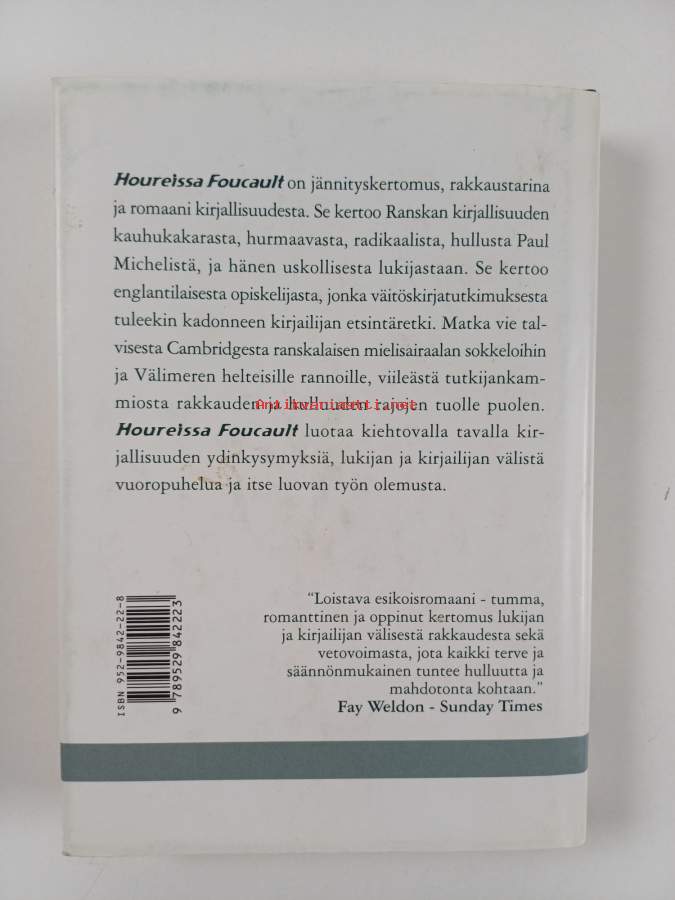 Houreissa Foucault on jännityskertomus, rakkaustarina
ja romaani kirjallisuudesta. Se kertoo Ranskan kirjallisuuden
kauhukakarasta, hurmaavasta, radikaalista, hullusta Paul
Michelistä, ja hänen uskollisesta lukijastaan. Se kertoo
englantilaisesta opiskelijasta, jonka väitöskirjatutkimuksesta
tuleekin kadonneen kirjailijan etsintäretki. Matka vie tal-
visesta Cambridgesta ranskalaisen mielisairaalan sokkeloihin
ja Välimeren helteisille rannoille, viileästä tutkijankam-
miosta rakkauden ja hulluuden rajojen tuolle puolen.
Antikvariaatti.net
Houreissa Foucault luotaa kiehtovalla tavalla kir-
jallisuuden ydinkysymyksiä, lukijan ja kirjailijan välistä
vuoropuhelua ja itse luovan työn olemusta.
ISBN 952-9842-22-8
9 789529 842223
"Loistava esikoisromaani - tumma,
romanttinen ja oppinut kertomus lukijan
ja kirjailijan välisestä rakkaudesta sekä
vetovoimasta, jota kaikki terve ja
säännönmukainen tuntee hulluutta ja
mahdotonta kohtaan."
Fay Weldon - Sunday Times